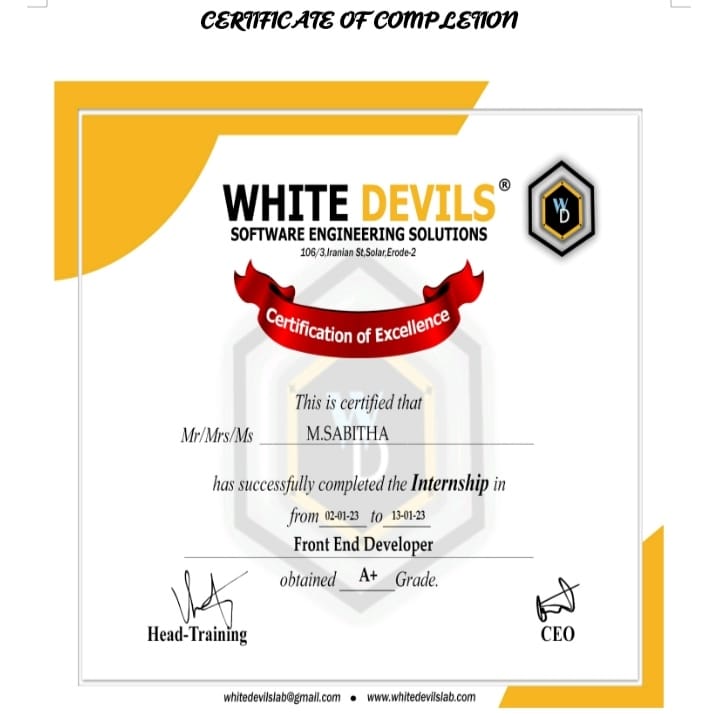 CERTIFICATE OF COMPLETION
WHITE DEVILS®
SOFTWARE ENGINEERING SOLUTIONS
106/3,Iranian St,Solar,Erode-2
WD
Certification of Excellence
This is certified that
Mr/Mrs/Ms M.SABITHA
has successfully completed the Internship in
from 02-01-23 to 13-01-23
Front End Developer
obtained A+ Grade.
Head-Training
CEO
whitedevilslab@gmail.com • www.whitedevilslab.com